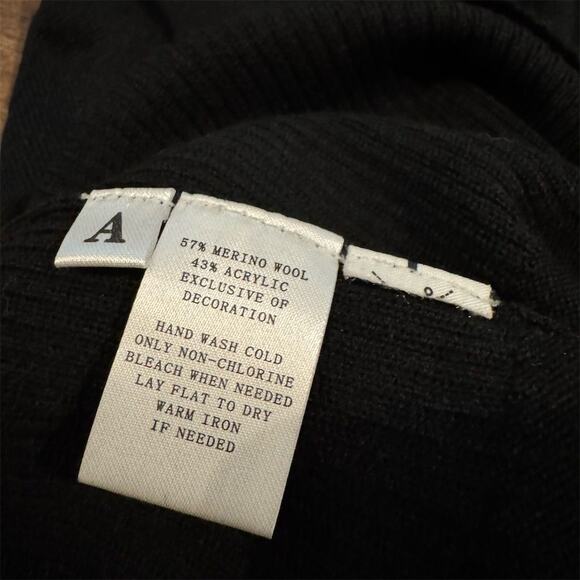 A
57% MERINO WOOL
43% ACRYLIC
EXCLUSIVE OF
DECORATION
HAND WASH COLD
ONLY NON-CHLORINE
BLEACH WHEN NEEDED
LAY FLAT TO DRY
WARM IRON
IF NEEDED